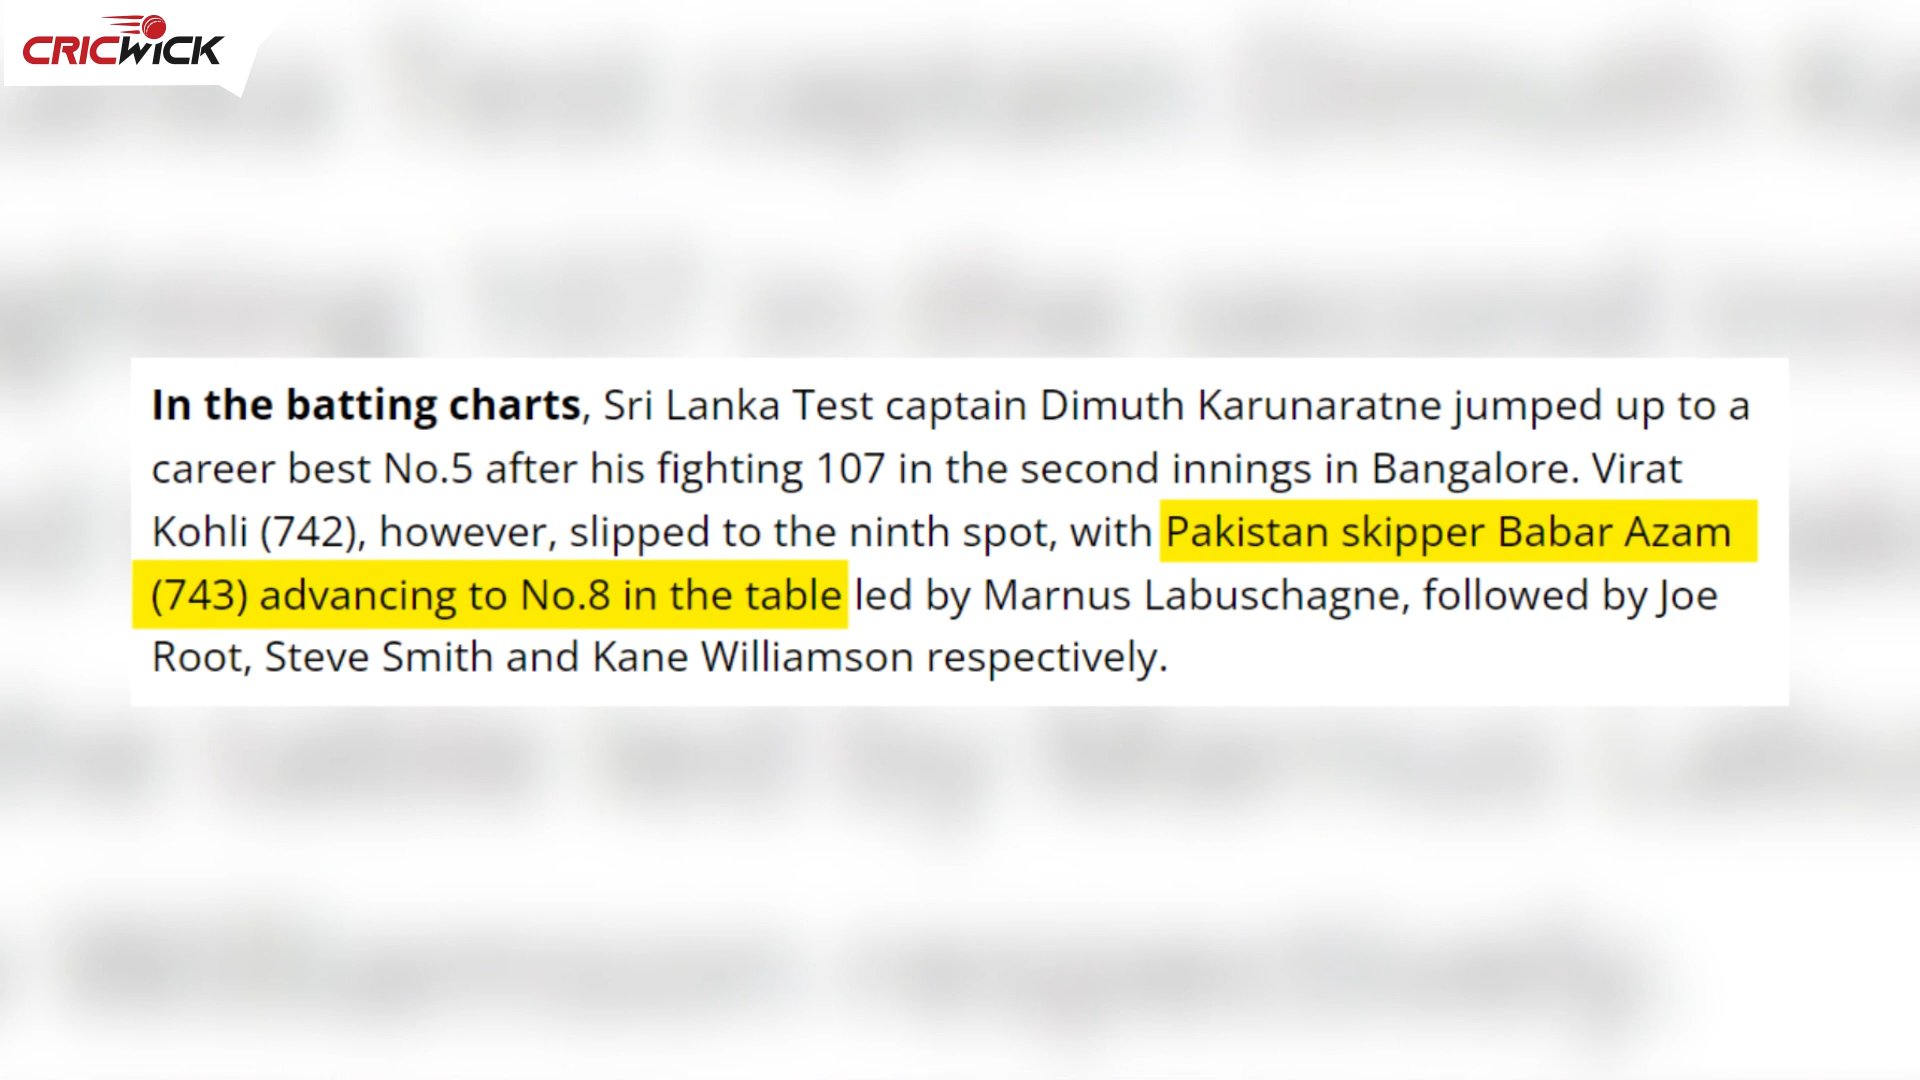 CRICWICK
In the batting charts, Sri Lanka Test captain Dimuth Karunaratne jumped up to a
career best No.5 after his fighting 107 in the second innings in Bangalore. Virat
Kohli (742), however, slipped to the ninth spot, with Pakistan skipper Babar Azam
(743) advancing to No.8 in the table led by Marnus Labuschagne, followed by Joe
Root, Steve Smith and Kane Williamson respectively.